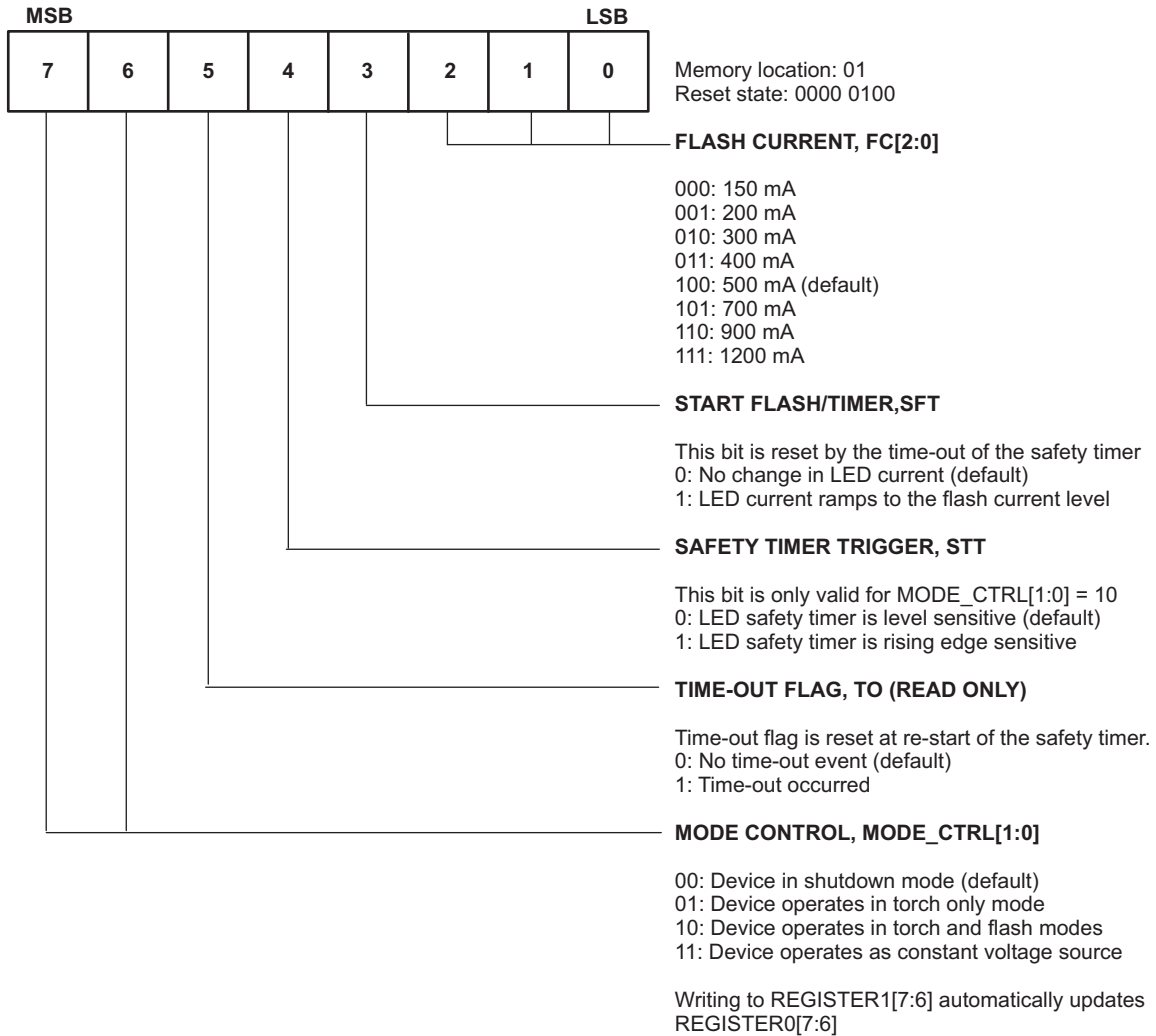 MSB LSB
7 6 5 4 3 2 1 0
Memory location: 01
Reset state: 0000 0100
FLASH CURRENT, FC[2:0]
000: 150 mA
001: 200 mA
010: 300 mA
011: 400 mA
100: 500 mA (default)
101: 700 mA
110: 900 mA
111: 1200 mA
START FLASH/TIMER,SFT
This bit is reset by the time-out of the safety timer
0: No change in LED current (default)
1: LED current ramps to the flash current level
SAFETY TIMER TRIGGER, STT
This bit is only valid for MODE_CTRL[1:0] = 10
0: LED safety timer is level sensitive (default)
1: LED safety timer is rising edge sensitive
TIME-OUT FLAG, TO (READ ONLY)
Time-out flag is reset at re-start of the safety timer.
0: No time-out event (default)
1: Time-out occurred
MODE CONTROL, MODE_CTRL[1:0]
00: Device in shutdown mode (default)
01: Device operates in torch only mode
10: Device operates in torch and flash modes
11: Device operates as constant voltage source
Writing to REGISTER1[7:6] automatically updates
REGISTER0[7:6]